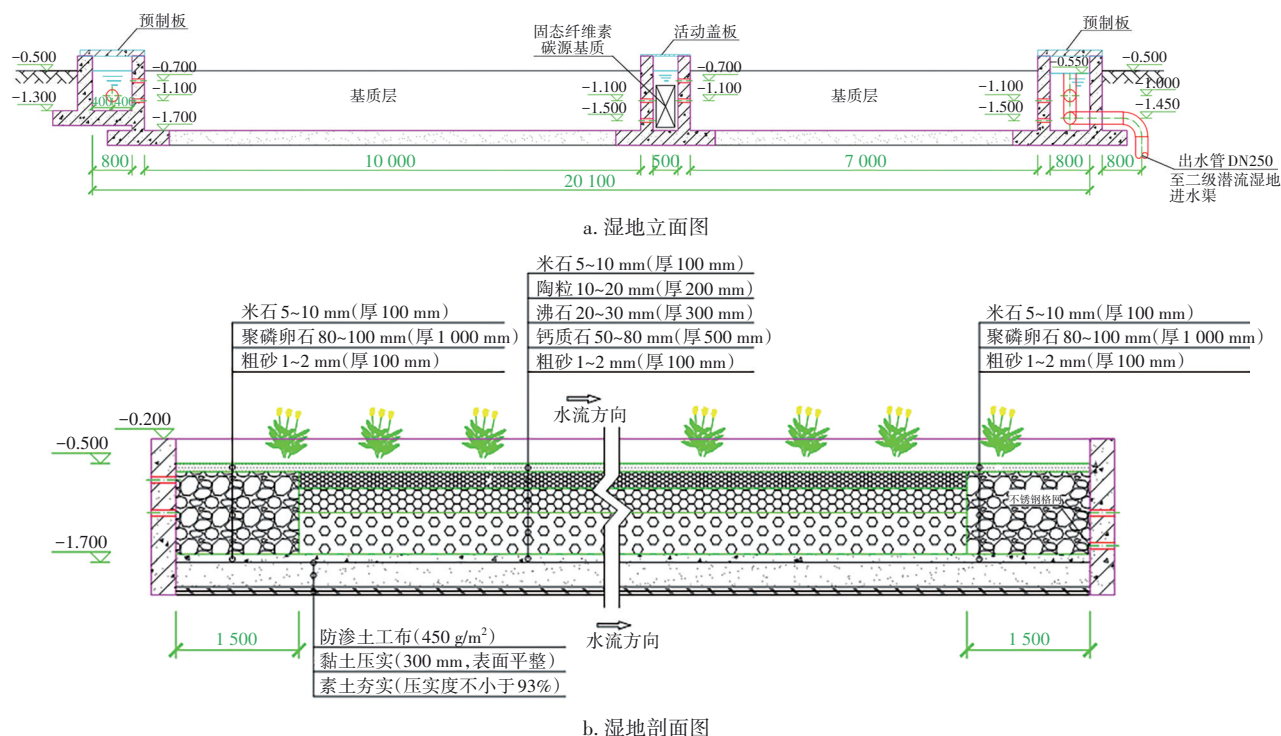 预制板
固态纤维素
碳源基质
活动盖板
预制板
-0.500
-0.700
-0.700
-0.550
-0.500
-1.100
基质层
-1.100
-1.100
基质层
-1.100
-1.000
-1.300
400 400
-1.500
-1.500
-1.450
-1.700
-1.700
-1.700
800
10 000
500
7 000
800
800
20 100
出水管 DN250
至二级潜流湿地
进水渠
a. 湿地立面图
米石 5~10 mm(厚 100 mm)
陶粒 10~20 mm(厚 200 mm)
沸石 20~30 mm(厚 300 mm)
钙质石 50~80 mm(厚 500 mm)
粗砂 1~2 mm(厚 100 mm)
米石 5~10 mm(厚 100 mm)
聚磷卵石 80~100 mm(厚 1 000 mm)
粗砂 1~2 mm(厚 100 mm)
米石 5~10 mm(厚 100 mm)
聚磷卵石 80~100 mm(厚 1 000 mm)
粗砂 1~2 mm(厚 100 mm)
水流方向
-0.200
-0.500
不锈钢格网
-1.700
1 500
1 500
水流方向
防渗土工布(450 g/m²)
黏土压实(300 mm,表面平整)
素土夯实(压实度不小于 93%)
b. 湿地剖面图